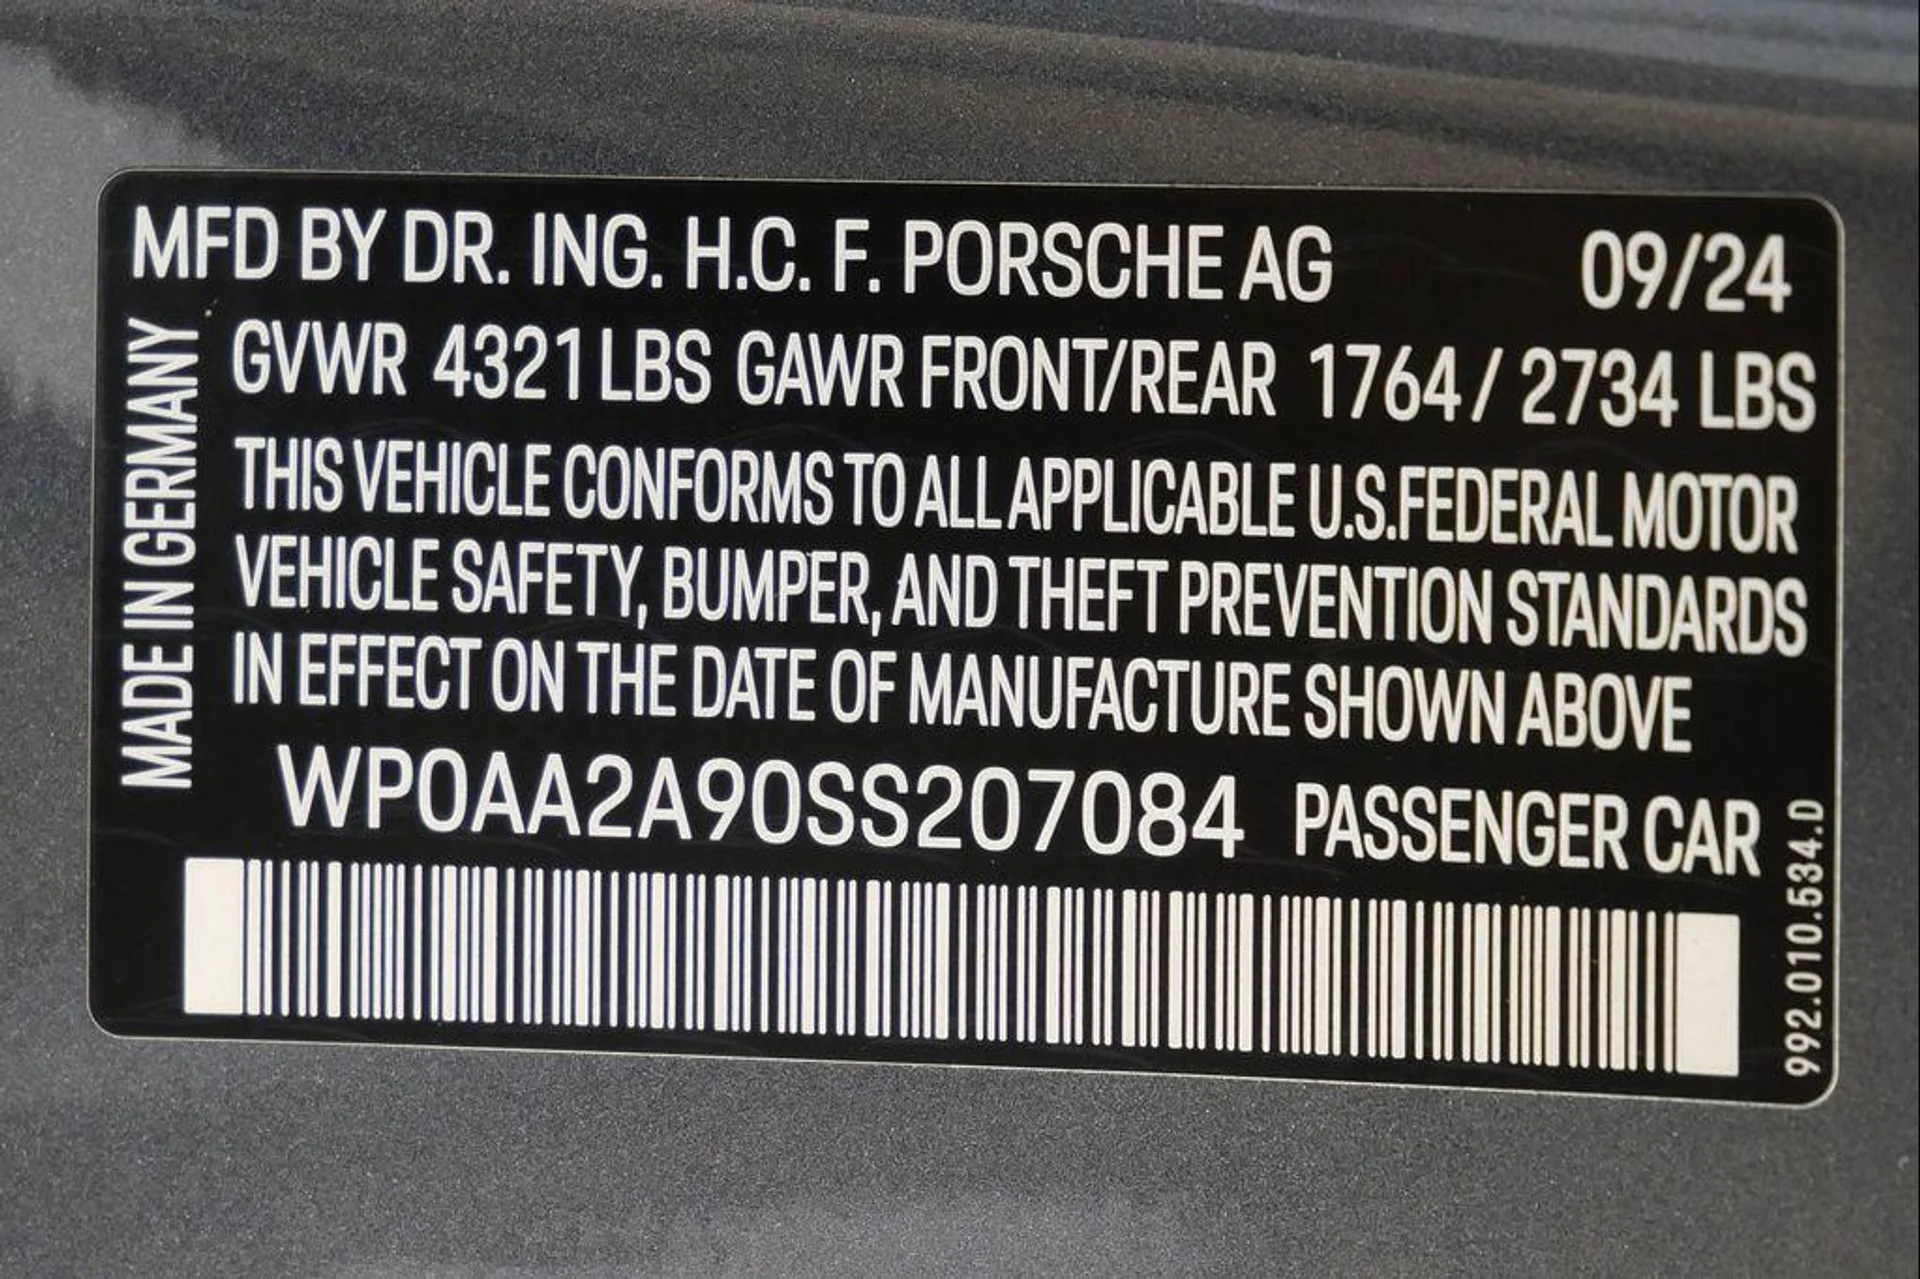 MFD BY DR. ING. H.C. F. PORSCHE AG 09/24
MADE IN GERMANY
GVWR 4321 LBS GAWR FRONT/REAR 1764 / 2734 LBS
THIS VEHICLE CONFORMS TO ALL APPLICABLE U.S.FEDERAL MOTOR
VEHICLE SAFETY, BUMPER, AND THEFT PREVENTION STANDARDS
IN EFFECT ON THE DATE OF MANUFACTURE SHOWN ABOVE
WP0AA2A90SS207084 PASSENGER CAR
992.010.534.D